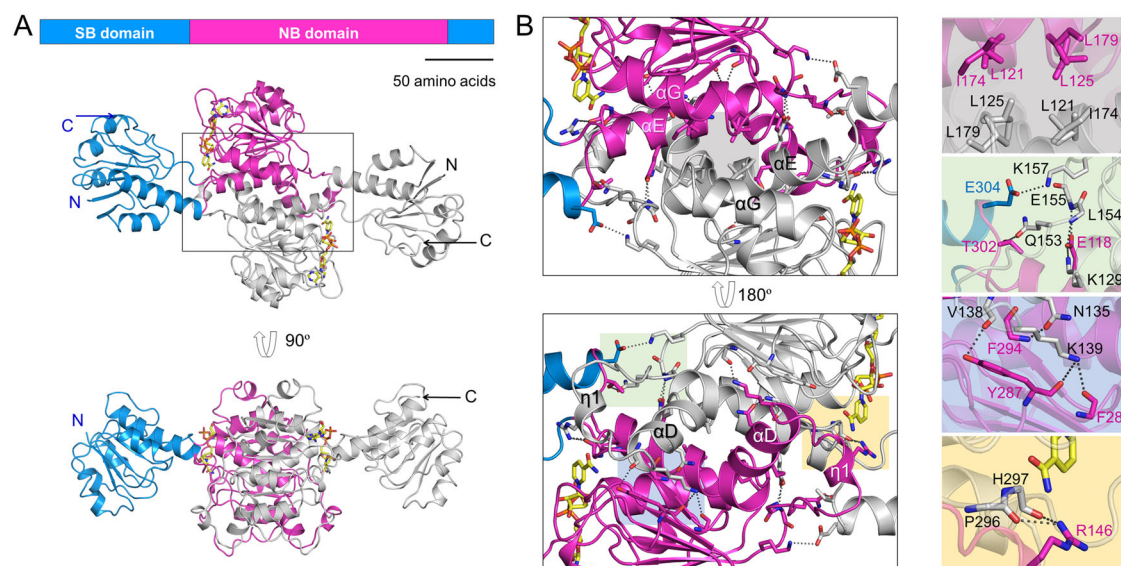 A
SB domain
NB domain
50 amino acids
C
N
N
C
90º
N
C
B
αG
αE
αE
αG
180º
η1
αD
αD
η1
L179
I174
L121
L125
L125
L121
I174
L179
K157
E304
E155
L154
T302
Q153
E118
K129
V138
N135
F294
K139
Y287
F28
H297
P296
R146